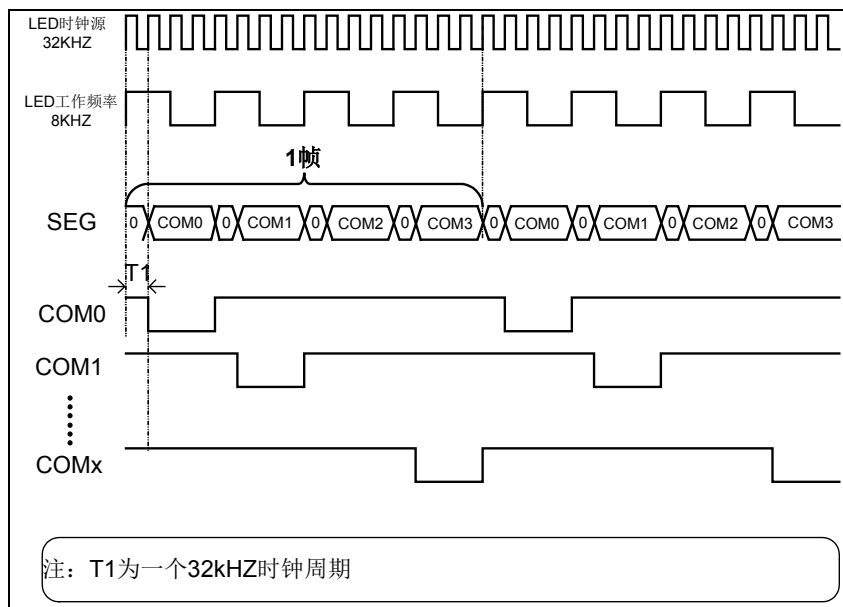 LED时钟源
32KHZ
LED工作频率
8KHZ
1帧
SEG 0 COM0 0 COM1 0 COM2 0 COM3 0 COM0 0 COM1 0 COM2 0 COM3
T1
COM0
COM1
COMx
注：T1为一个32kHZ时钟周期